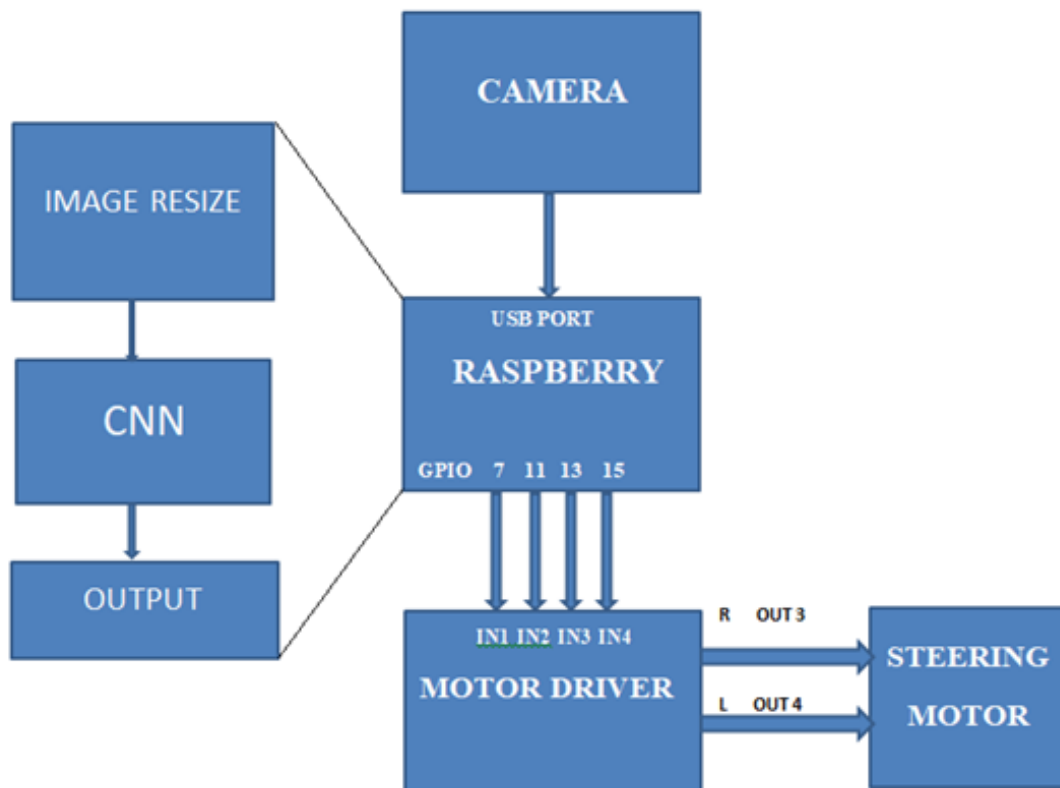 CAMERA
IMAGE RESIZE
CNN
OUTPUT
USB PORT
RASPBERRY
GPIO 7 11 13 15
IN1 IN2 IN3 IN4
MOTOR DRIVER
R OUT 3
L OUT 4
STEERING
MOTOR